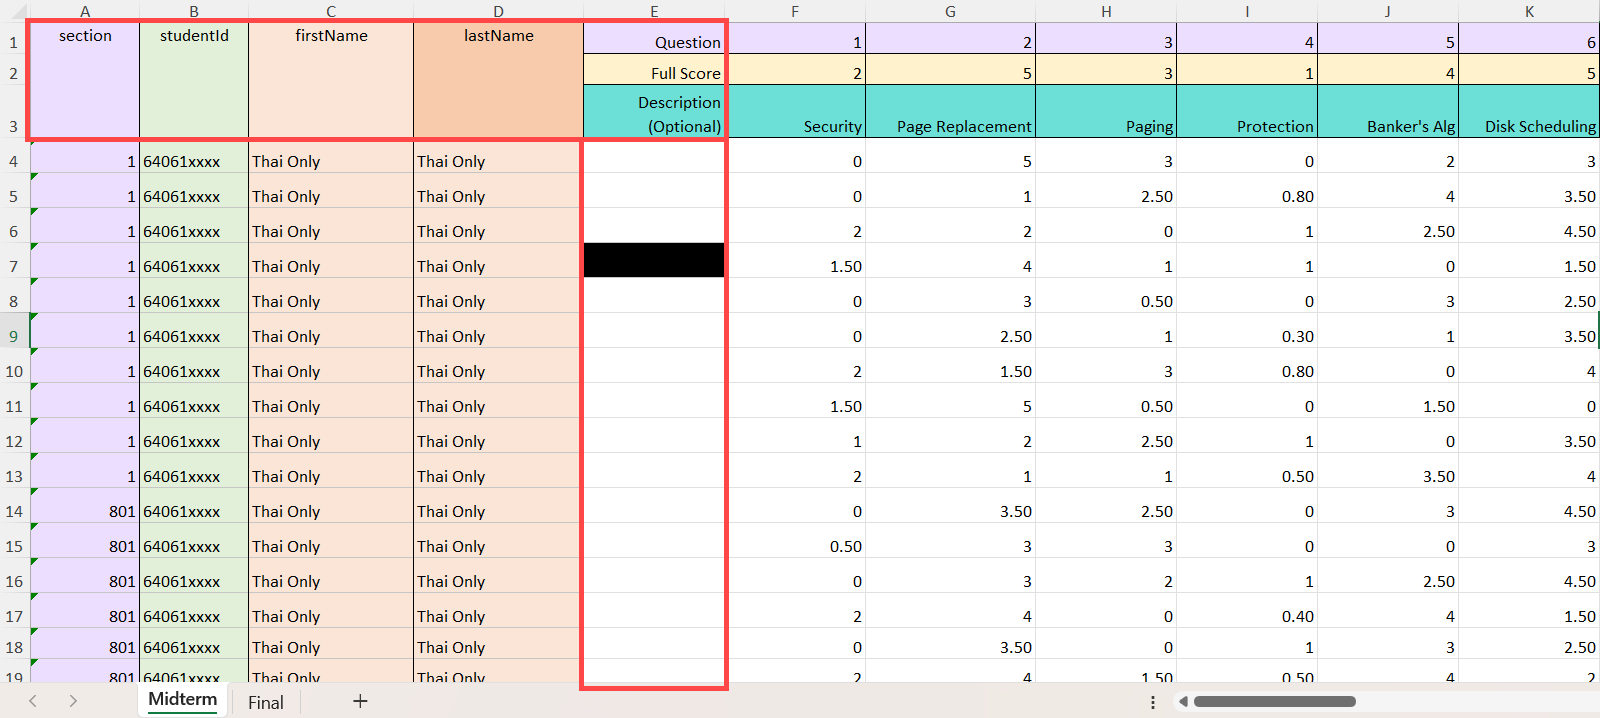 A B C D E F G H I J K
1 section studentId firstName lastName Question 1 2 3 4 5 6
2 Full Score 2 5 3 1 4 5
Description
3 (Optional) Security Page Replacement Paging Protection Banker's Alg Disk Scheduling
4 1 64061xxxx Thai Only Thai Only 0 5 3 0 2 3
5 1 64061xxxx Thai Only Thai Only 0 1 2.50 0.80 4 3.50
6 1 64061xxxx Thai Only Thai Only 2 2 0 1 2.50 4.50
7 1 64061xxxx Thai Only Thai Only 1.50 4 1 1 0 1.50
8 1 64061xxxx Thai Only Thai Only 0 3 0.50 0 3 2.50
9 1 64061xxxx Thai Only Thai Only 0 2.50 1 0.30 1 3.50
10 1 64061xxxx Thai Only Thai Only 2 1.50 3 0.80 0 4
11 1 64061xxxx Thai Only Thai Only 1.50 5 0.50 0 1.50 0
12 1 64061xxxx Thai Only Thai Only 1 2 2.50 1 0 3.50
13 1 64061xxxx Thai Only Thai Only 2 1 1 0.50 3.50 4
14 801 64061xxxx Thai Only Thai Only 0 3.50 2.50 0 3 4.50
15 801 64061xxxx Thai Only Thai Only 0.50 3 3 0 0 3
16 801 64061xxxx Thai Only Thai Only 0 3 2 1 2.50 4.50
17 801 64061xxxx Thai Only Thai Only 2 4 0 0.40 4 1.50
18 801 64061xxxx Thai Only Thai Only 0 3.50 0 1 3 2.50
19 801 64061xxxx Thai Only Thai Only 2 4 1.50 0.50 4 2
Midterm Final